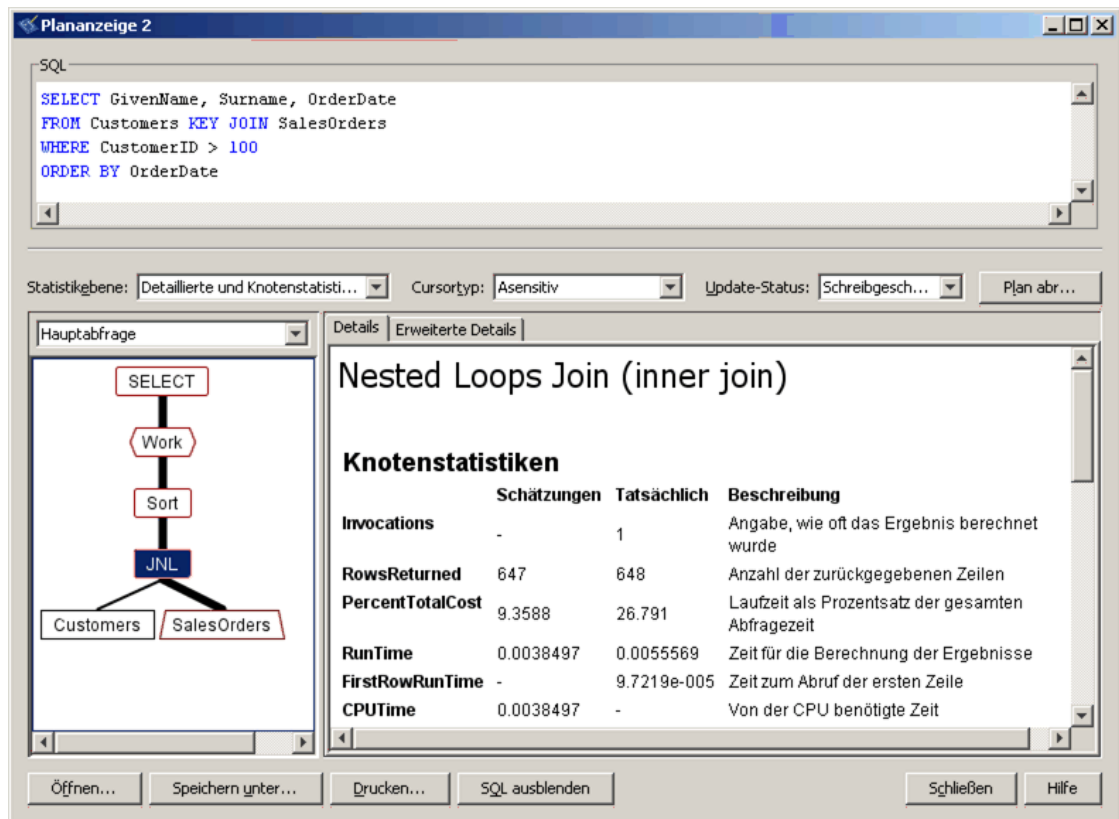 Plananzeige 2
SQL
SELECT GivenName, Surname, OrderDate
FROM Customers KEY JOIN SalesOrders
WHERE CustomerID > 100
ORDER BY OrderDate
Statistikebene: Detaillierte und Knotenstatisti... Cursortyp: Asensitiv Update-Status: Schreibgesch... Plan abr...
Hauptabfrage
SELECT
Work
Sort
JNL
Customers SalesOrders
Details Erweiterte Details
Nested Loops Join (inner join)
Knotenstatistiken
Schätzungen Tatsächlich Beschreibung
Invocations - 1 Angabe, wie oft das Ergebnis berechnet
wurde
RowsReturned 647 648 Anzahl der zurückgegebenen Zeilen
PercentTotalCost 9.3588 26.791 Laufzeit als Prozentsatz der gesamten
Abfragezeit
RunTime 0.0038497 0.0055569 Zeit für die Berechnung der Ergebnisse
FirstRowRunTime - 9.7219e-005 Zeit zum Abruf der ersten Zeile
CPUTime 0.0038497 - Von der CPU benötigte Zeit
Öffnen... Speichern unter... Drucken... SQL ausblenden Schließen Hilfe